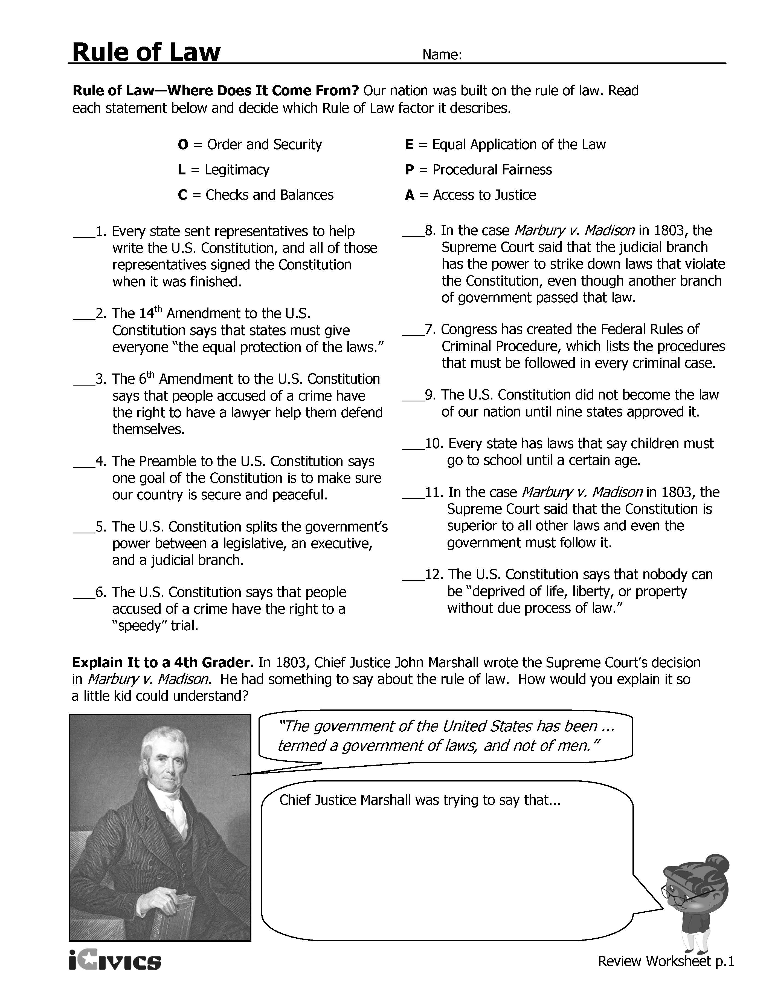 Rule of Law
Name:
Rule of Law—Where Does It Come From? Our nation was built on the rule of law. Read
each statement below and decide which Rule of Law factor it describes.
O = Order and Security
E = Equal Application of the Law
L = Legitimacy
P = Procedural Fairness
C = Checks and Balances
A = Access to Justice
___1. Every state sent representatives to help
write the U.S. Constitution, and all of those
representatives signed the Constitution
when it was finished.
___2. The 14th Amendment to the U.S.
Constitution says that states must give
everyone “the equal protection of the laws.”
___3. The 6th Amendment to the U.S. Constitution
says that people accused of a crime have
the right to have a lawyer help them defend
themselves.
___4. The Preamble to the U.S. Constitution says
one goal of the Constitution is to make sure
our country is secure and peaceful.
___5. The U.S. Constitution splits the government’s
power between a legislative, an executive,
and a judicial branch.
___6. The U.S. Constitution says that people
accused of a crime have the right to a
“speedy” trial.
___8. In the case Marbury v. Madison in 1803, the
Supreme Court said that the judicial branch
has the power to strike down laws that violate
the Constitution, even though another branch
of government passed that law.
___7. Congress has created the Federal Rules of
Criminal Procedure, which lists the procedures
that must be followed in every criminal case.
___9. The U.S. Constitution did not become the law
of our nation until nine states approved it.
___10. Every state has laws that say children must
go to school until a certain age.
___11. In the case Marbury v. Madison in 1803, the
Supreme Court said that the Constitution is
superior to all other laws and even the
government must follow it.
___12. The U.S. Constitution says that nobody can
be “deprived of life, liberty, or property
without due process of law.”
Explain It to a 4th Grader. In 1803, Chief Justice John Marshall wrote the Supreme Court’s decision
in Marbury v. Madison. He had something to say about the rule of law. How would you explain it so
a little kid could understand?
“The government of the United States has been ...
termed a government of laws, and not of men.”
Chief Justice Marshall was trying to say that...
iCivics
Review Worksheet p.1